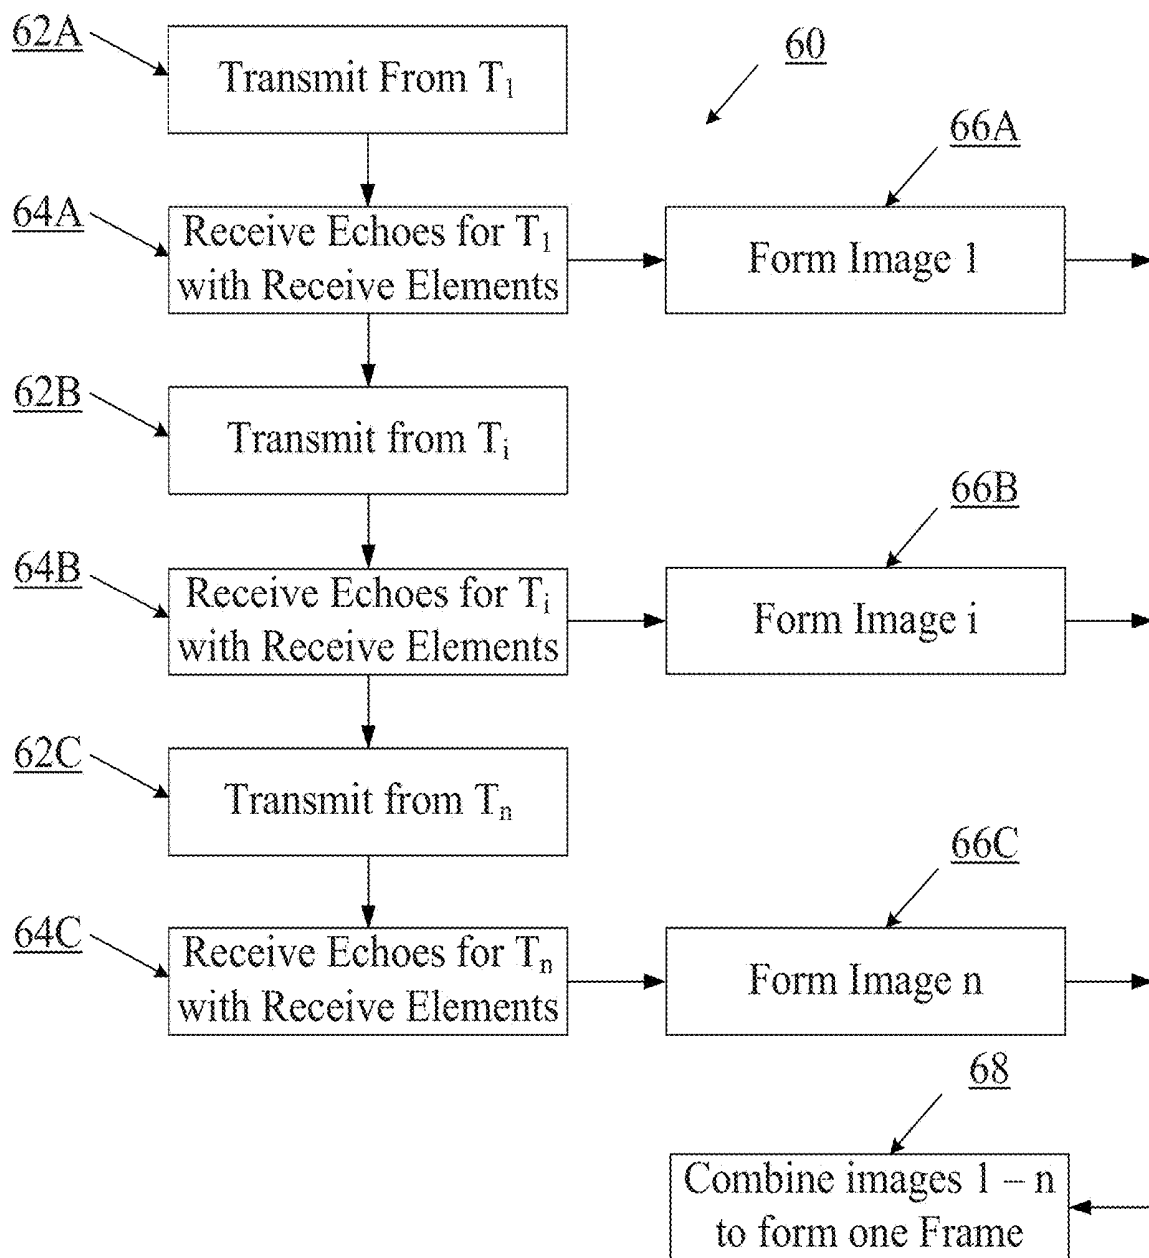 62A
Transmit From T1
60
66A
64A
Receive Echoes for T1
with Receive Elements
Form Image 1
62B
Transmit from Ti
66B
64B
Receive Echoes for Ti
with Receive Elements
Form Image i
62C
Transmit from Tn
66C
64C
Receive Echoes for Tn
with Receive Elements
Form Image n
68
Combine images 1 – n
to form one Frame